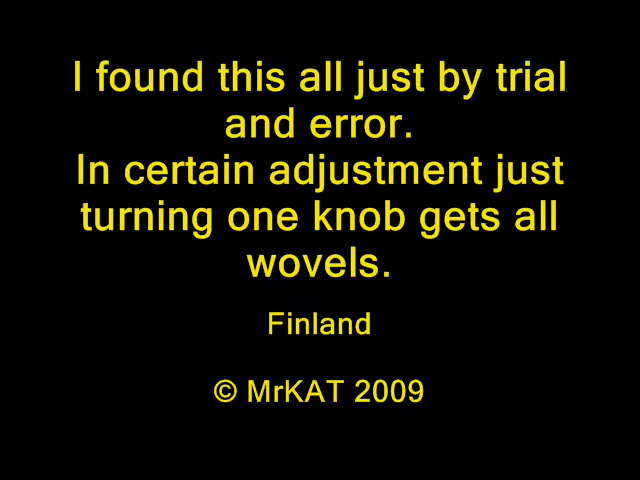 I found this all just by trial
and error.
In certain adjustment just
turning one knob gets all
wovels.
Finland
© MrKAT 2009